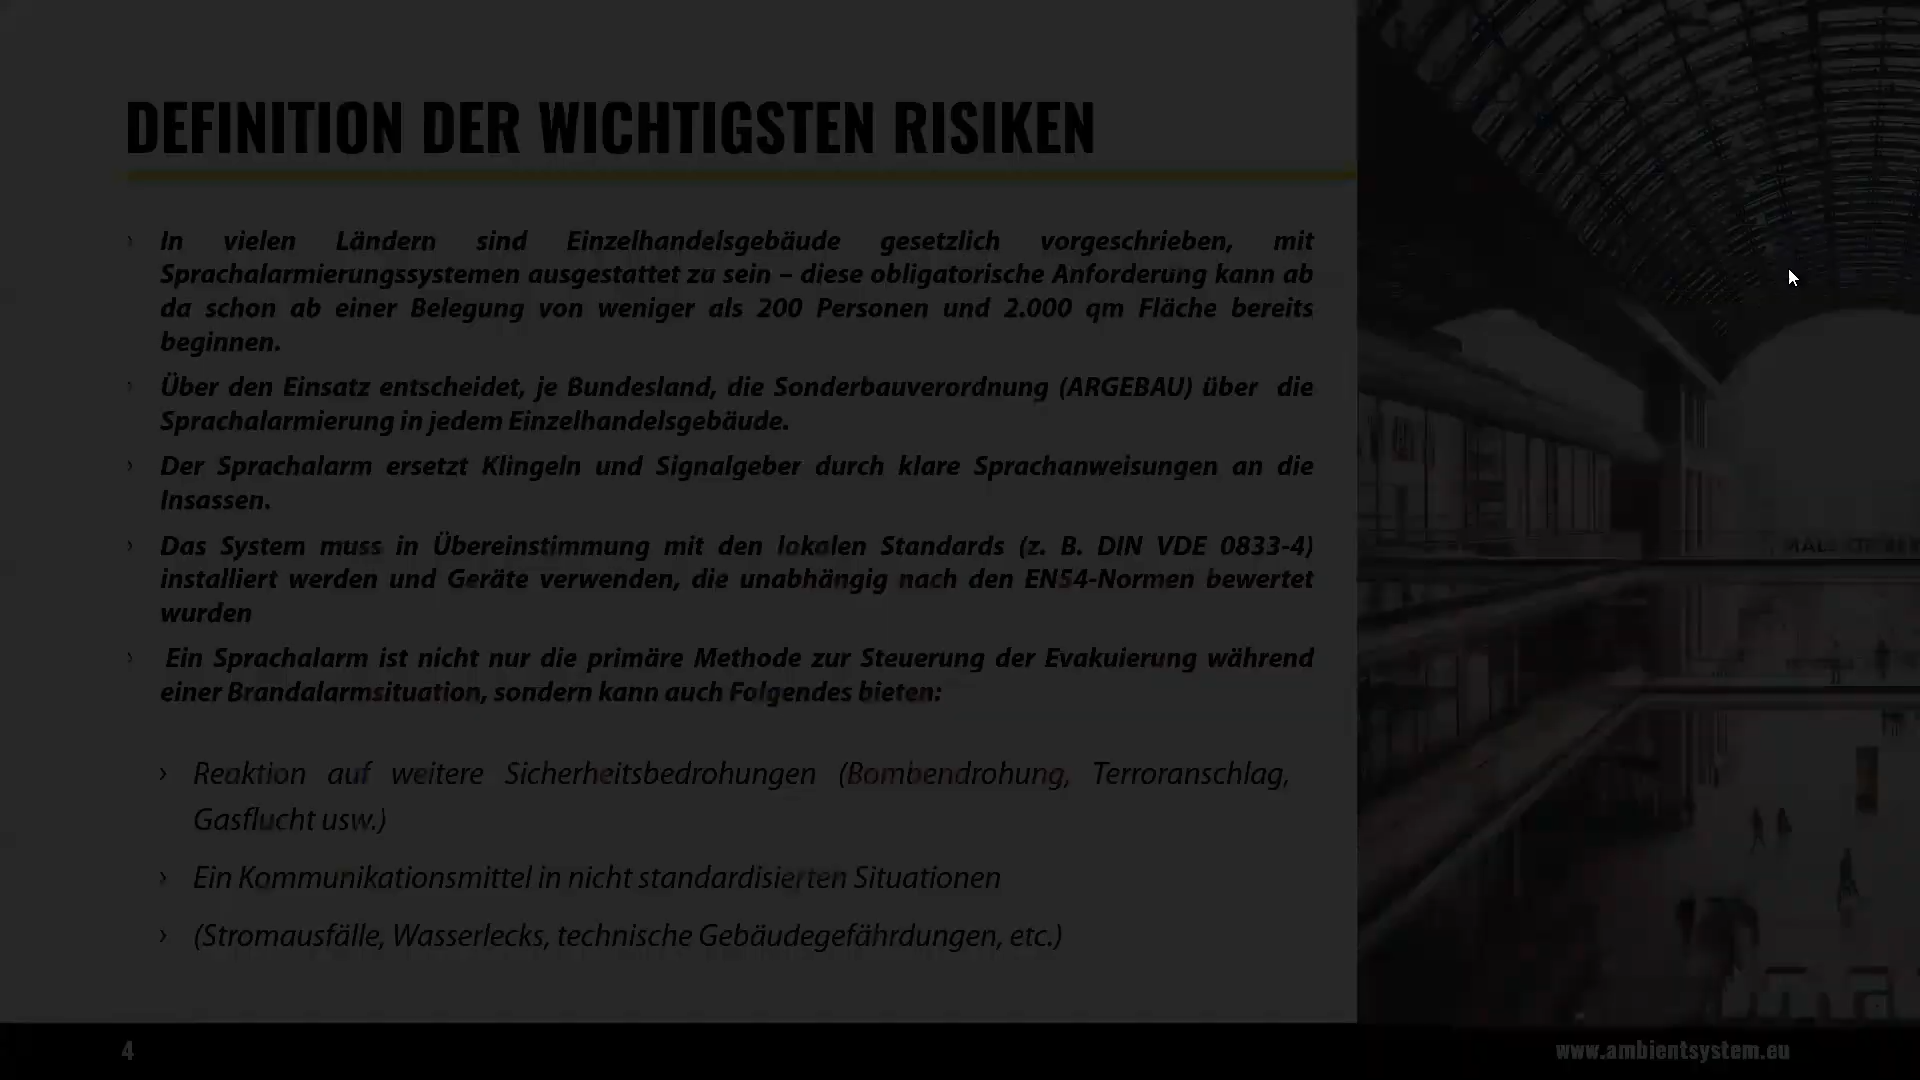 DEFINITION DER WICHTIGSTEN RISIKEN
› In vielen Ländern sind Einzelhandelsgebäude gesetzlich vorgeschrieben, mit
Sprachalarmierungssystemen ausgestattet zu sein – diese obligatorische Anforderung kann ab
da schon ab einer Belegung von weniger als 200 Personen und 2.000 qm Fläche bereits
beginnen.
› Über den Einsatz entscheidet, je Bundesland, die Sonderbauverordnung (ARGEBAU) über die
Sprachalarmierung in jedem Einzelhandelsgebäude.
› Der Sprachalarm ersetzt Klingeln und Signalgeber durch klare Sprachanweisungen an die
Insassen.
› Das System muss in Übereinstimmung mit den lokalen Standards (z. B. DIN VDE 0833-4)
installiert werden und Geräte verwenden, die unabhängig nach den EN54-Normen bewertet
wurden
› Ein Sprachalarm ist nicht nur die primäre Methode zur Steuerung der Evakuierung während
einer Brandalarmsituation, sondern kann auch Folgendes bieten:
› Reaktion auf weitere Sicherheitsbedrohungen (Bombendrohung, Terroranschlag,
Gasflucht usw.)
› Ein Kommunikationsmittel in nicht standardisierten Situationen
› (Stromausfälle, Wasserlecks, technische Gebäudegefährdungen, etc.)
4
www.ambientsystem.eu